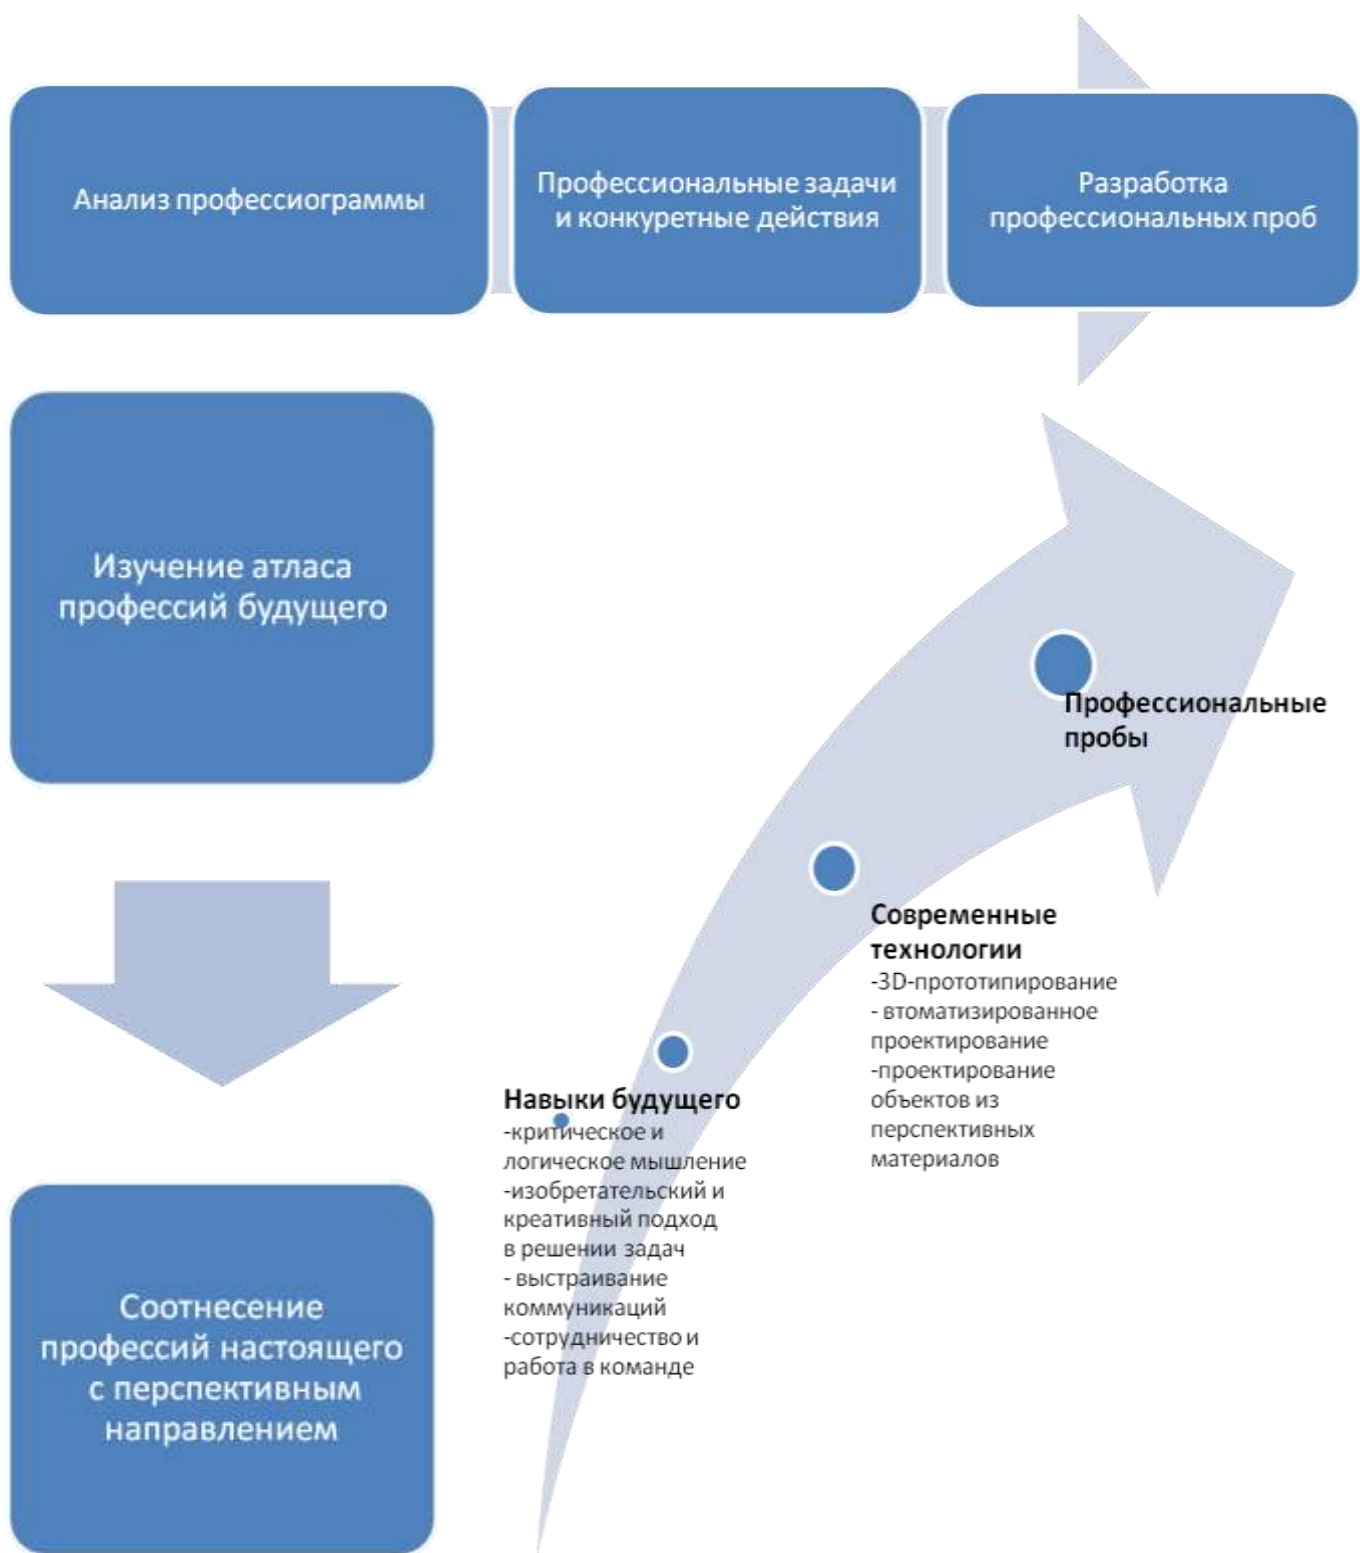 Анализ профессиограммы
Профессиональные задачи
и конкуретные действия
Разработка
профессиональных проб
Изучение атласа
профессий будущего
Соотнесение
профессий настоящего
с перспективным
направлением
Навыки будущего
-критическое и
логическое мышление
-изобретательский и
креативный подход
в решении задач
- выстраивание
коммуникаций
-сотрудничество и
работа в команде
Современные
технологии
-3D-прототипирование
- втоматизированное
проектирование
-проектирование
объектов из
перспективных
материалов
Профессиональные
пробы